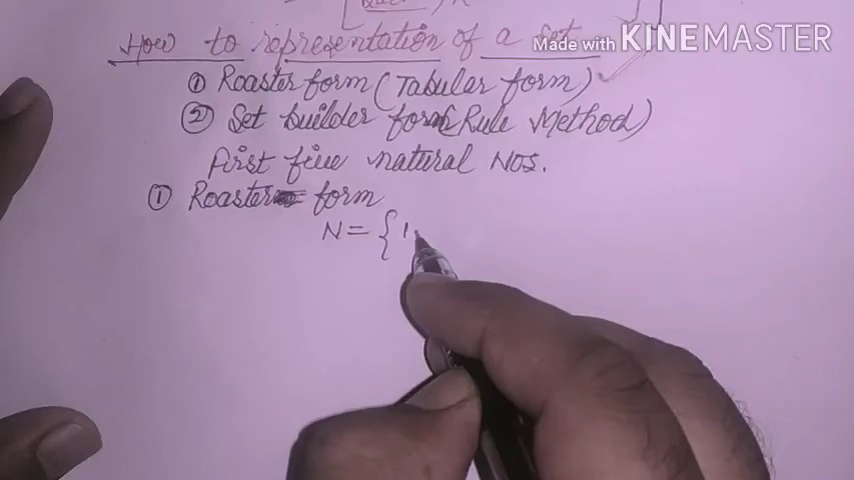 How to representation of a set
Made with KINEMASTER
① Roaster form (Tabular form)
② Set builder form (Rule Method)
First five natural NOS.
① Roaster form
N = { 1